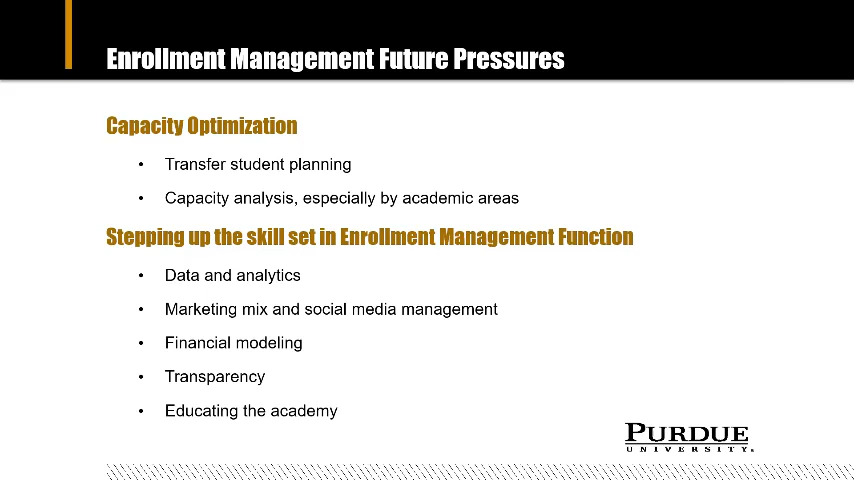 Enrollment Management Future Pressures
Capacity Optimization
• Transfer student planning
• Capacity analysis, especially by academic areas
Stepping up the skill set in Enrollment Management Function
• Data and analytics
• Marketing mix and social media management
• Financial modeling
• Transparency
• Educating the academy
PURDUE
UNIVERSITY.